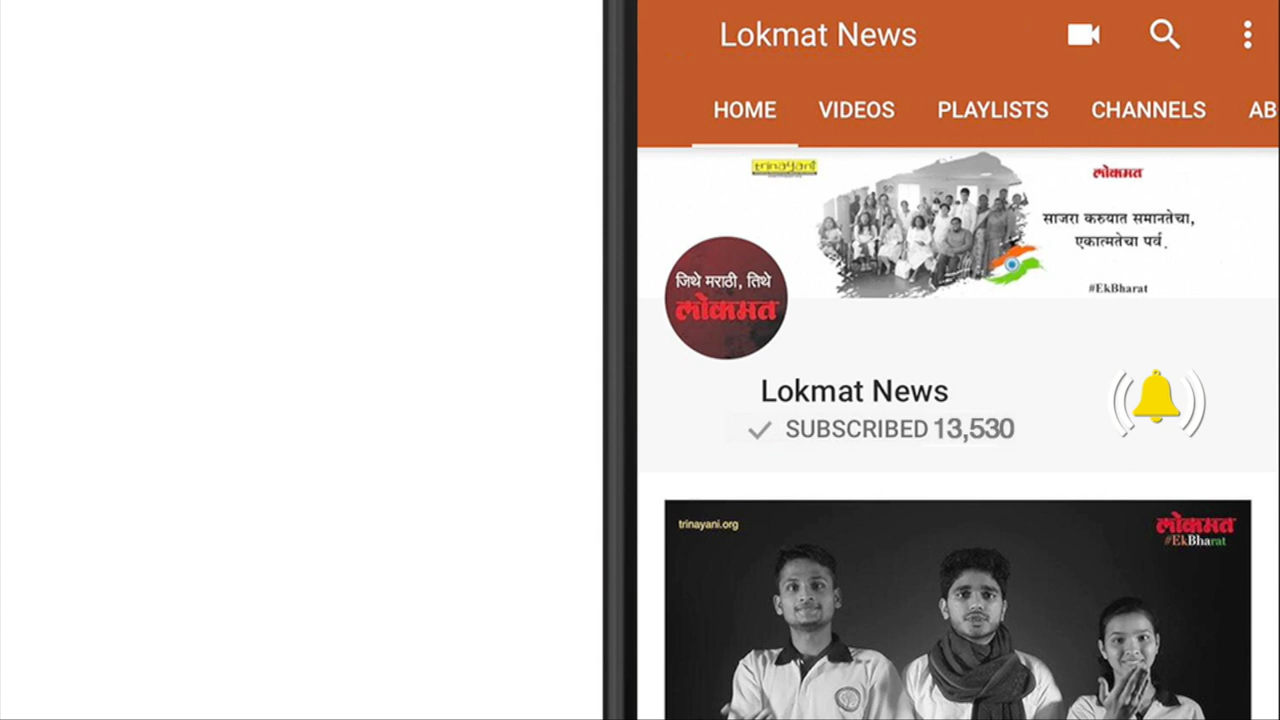 Lokmat News
HOME VIDEOS PLAYLISTS CHANNELS AB
trinayani
लोकमत
साजरा करुयात समानतेचा,
एकात्मतेचा पर्व.
#EkBharat
जिथे मराठी, तिथे
लोकमत
Lokmat News
SUBSCRIBED 13,530
trinayani.org
लोकमत
#EkBharat